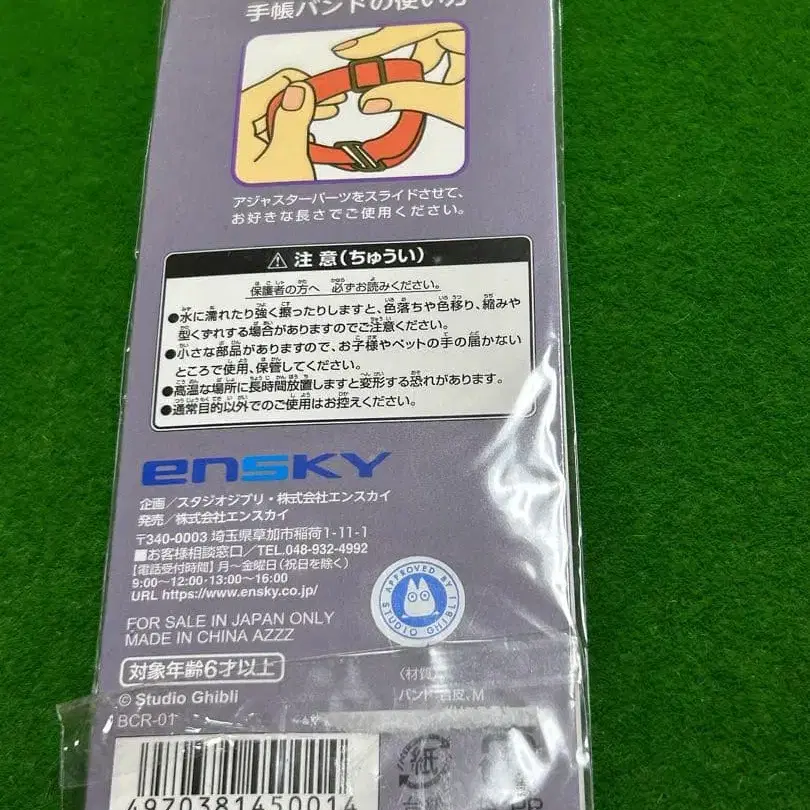 手帳バンドの使い方
アジャスターパーツをスライドさせて、
お好きな長さでご使用ください。
⚠ 注意(ちゅうい)
保護者の方へ 必ずお読みください。
●水に濡れたり強く擦ったりしますと、色落ちや色移り、縮みや
型くずれする場合がありますのでご注意ください。
●小さな部品がありますので、お子様やペットの手の届かない
ところで使用、保管してください。
●高温な場所に長時間放置しますと変形する恐れがあります。
●通常目的以外でのご使用はお控えください。
ensKY
企画/スタジオジブリ・株式会社エンスカイ
発売/株式会社エンスカイ
〒340-0003 埼玉県草加市稲荷1-11-1
■お客様相談窓口/TEL.048-932-4992
[電話受付時間] 月~金曜日(祝日を除く)
9:00~12:00・13:00~16:00
URL https://www.ensky.co.jp/
APPROVED BY STUDIO GHIBLI
FOR SALE IN JAPAN ONLY
MADE IN CHINA AZZZ
対象年齢6才以上
© Studio Ghibli
BCR-01
〈材質〉
バンド:合皮、M
紙
4970381450014
PP